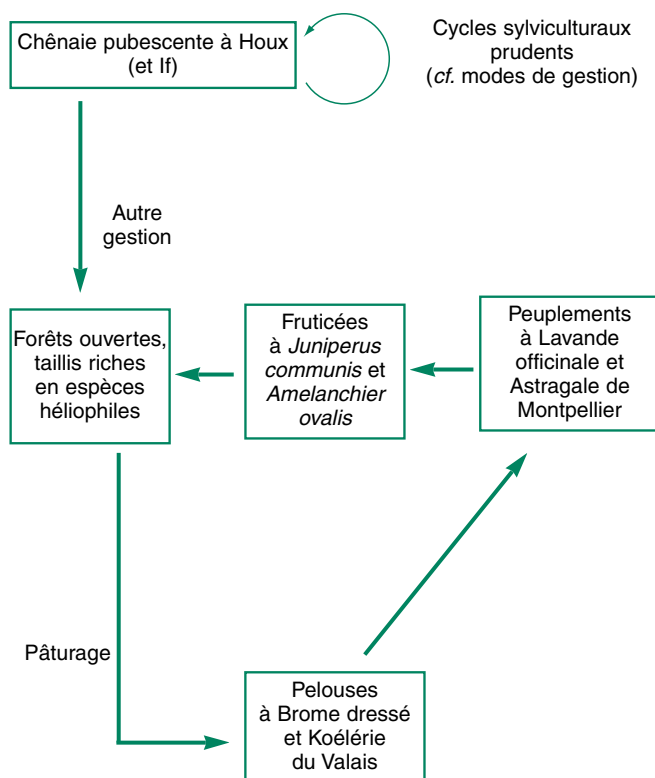 Chênaie pubescente à Houx
(et If)
Cycles sylviculturaux
prudents
(cf. modes de gestion)
Autre
gestion
Forêts ouvertes,
taillis riches
en espèces
héliophiles
Fruticées
à Juniperus
communis et
Amelanchier
ovalis
Peuplements
à Lavande
officinale et
Astragale de
Montpellier
Pâturage
Pelouses
à Brome dressé
et Koélérie
du Valais